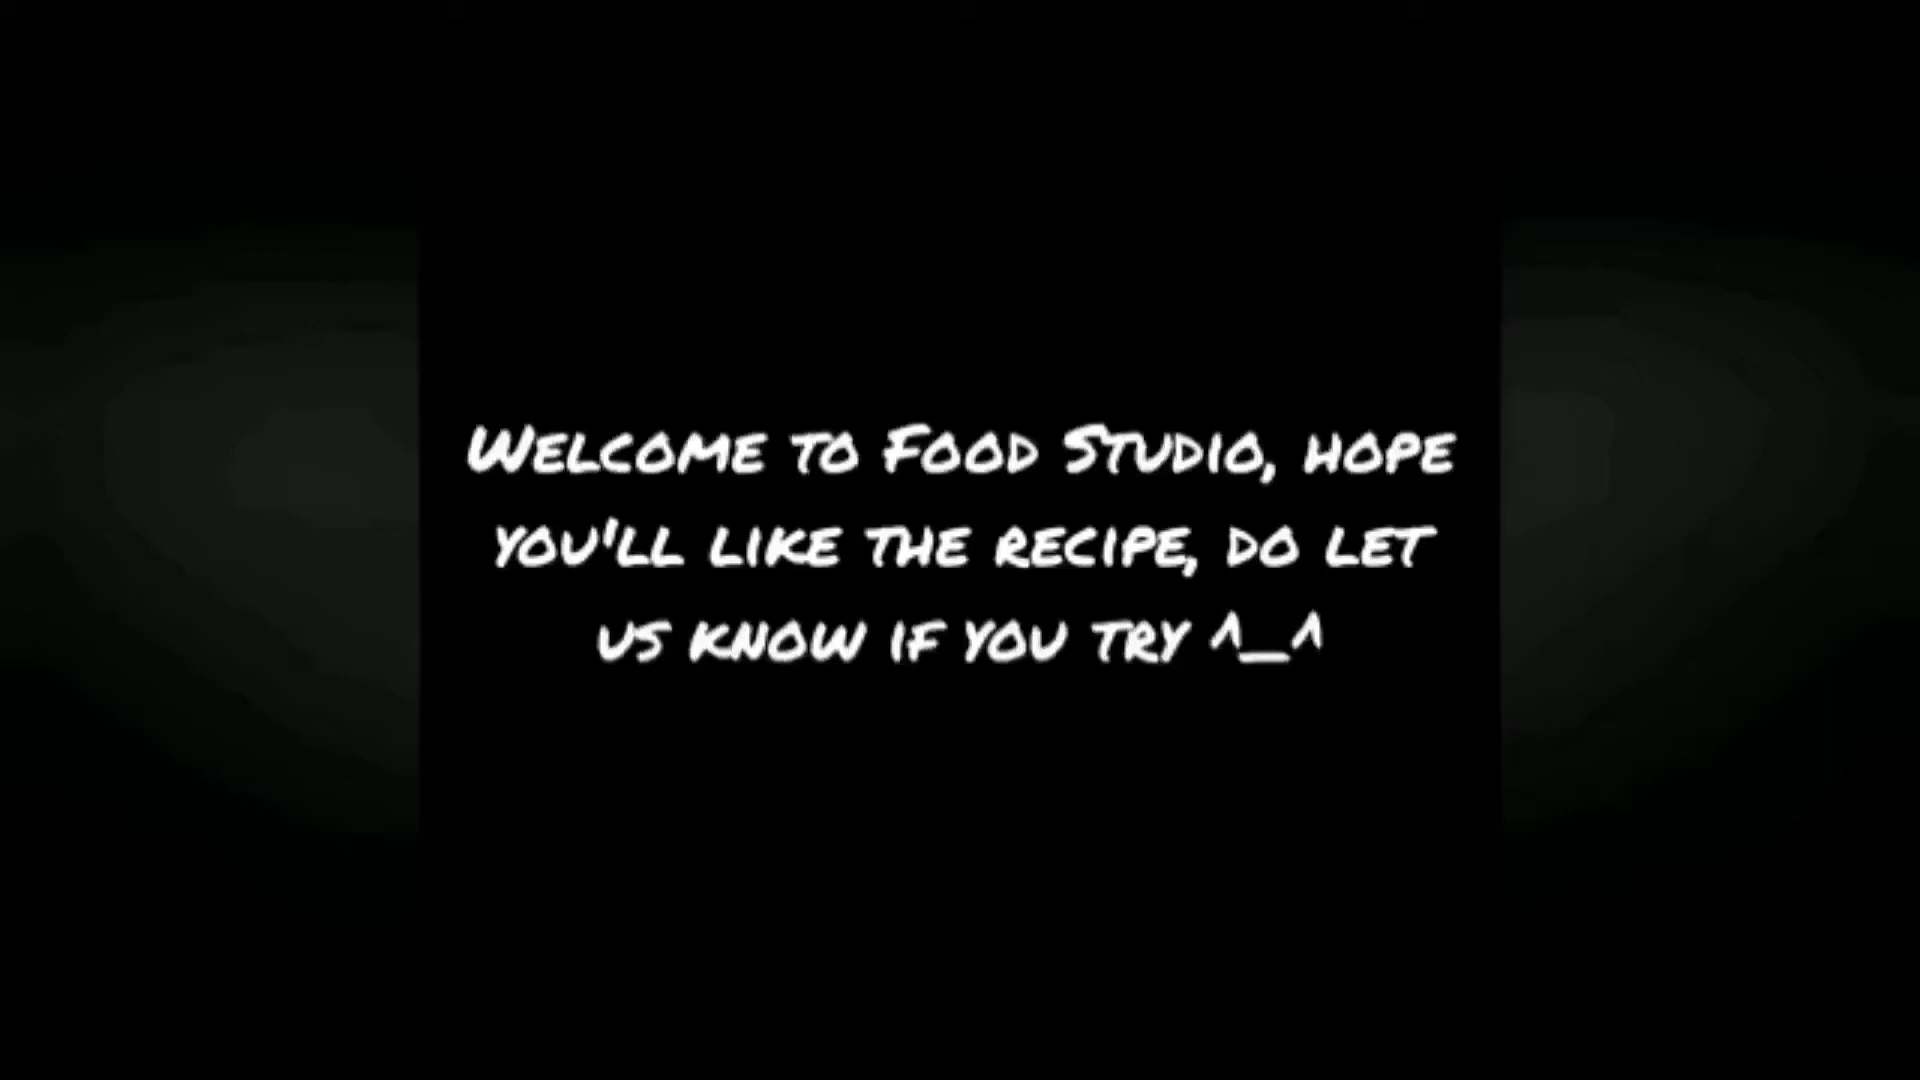 Welcome to Food Studio, hope
you'll like the recipe, do let
us know if you try ^_^